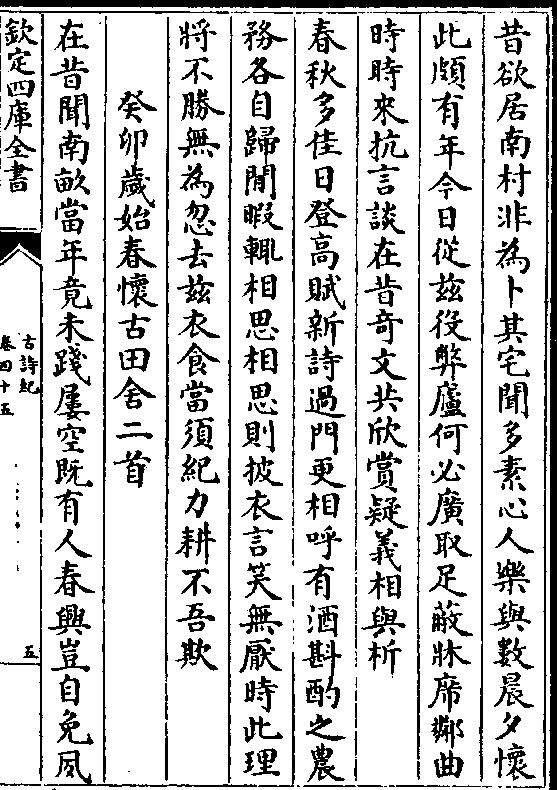 昔欲居南村非為卜其宅聞多素心人樂與數晨夕懷
此頗有年今日從兹役弊廬何必廣取足蔽牀席鄰曲
時時來抗言談在昔奇文共欣賞疑義相與析
春秋多佳日登高賦新詩過門更相呼有酒斟酌之農
務各自歸閒暇輒相思相思則披衣言笑無厭時此理
將不勝無為忽去兹衣食當須紀力耕不吾欺
癸卯歲始春懷古田舍二首
在昔聞南畝當年竟未踐屢空既有人春興豈自免夙
欽定四庫全書
古詩紀
卷四十五
五